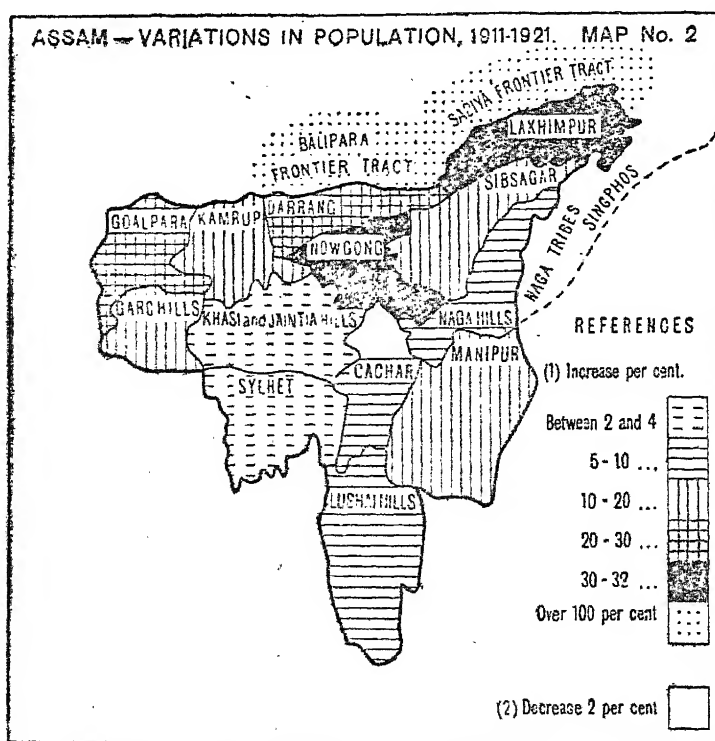 ASSAM — VARIATIONS IN POPULATION, 1911-1921. MAP No. 2
SADIYA FRONTIER TRACT
BALIPARA
FRONTIER TRACT
LAXHIMPUR
SIBSAGAR
DARRANG
GOALPARA
KAMRUP
NOWGONG
NAGA TRIBES
SINGPHOS
GARO HILLS
KHASI and JAINTIA HILLS
NAGA HILLS
MANIPUR
SYLHET
CACHAR
LUSHAI HILLS
REFERENCES
(1) Increase per cent.
Between 2 and 4
5-10 ...
10-20 ...
20-30 ...
30-32 ...
Over 100 per cent
(2) Decrease 2 per cent